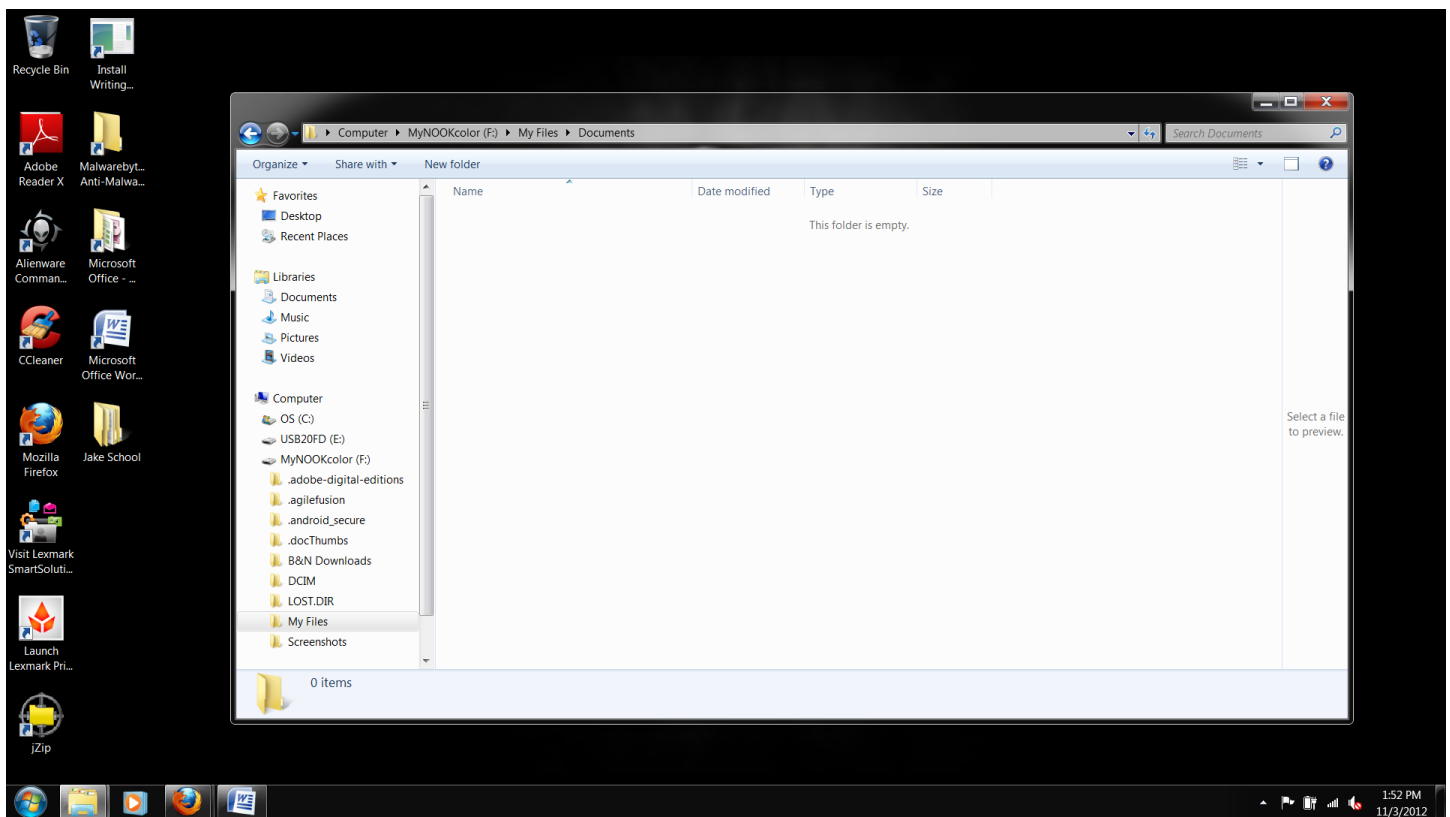 Recycle Bin
Install
Writing...
Adobe
Reader X
Malwarebyt...
Anti-Malwa...
Alienware
Comman...
Microsoft
Office - ...
CCleaner
Microsoft
Office Wor...
Mozilla
Firefox
Jake School
Visit Lexmark
SmartSoluti...
Launch
Lexmark Pri...
jZip
Computer MyNOOKcolor (F:) My Files Documents
Search Documents
Organize Share with New folder
Favorites
Desktop
Recent Places
Libraries
Documents
Music
Pictures
Videos
Computer
OS (C:)
USB20FD (E:)
MyNOOKcolor (F:)
.adobe-digital-editions
.agilefusion
.android_secure
.docThumbs
B&N Downloads
DCIM
LOST.DIR
My Files
Screenshots
Name Date modified Type Size
This folder is empty.
Select a file
to preview.
0 items
1:52 PM
11/3/2012